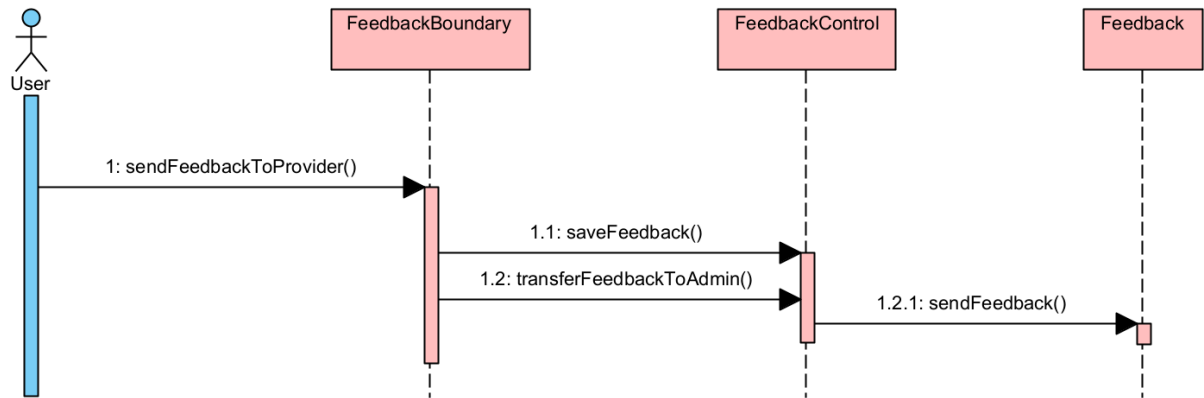 FeedbackBoundary
FeedbackControl
Feedback
User
1: sendFeedbackToProvider()
1.1: saveFeedback()
1.2: transferFeedbackToAdmin()
1.2.1: sendFeedback()